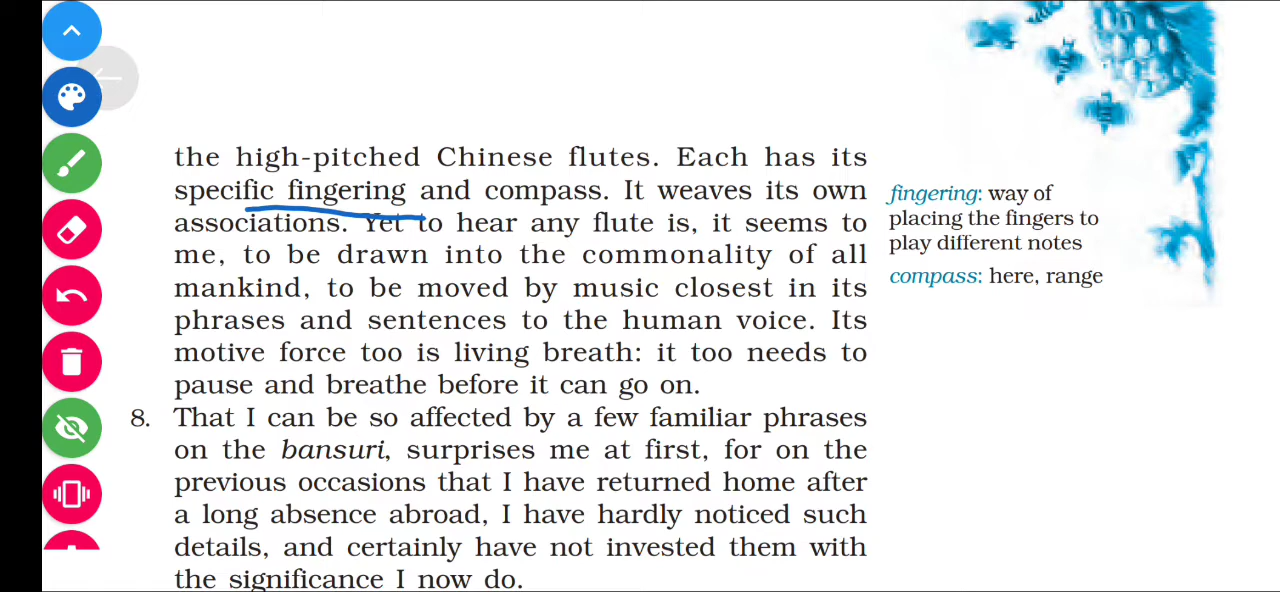 the high-pitched Chinese flutes. Each has its
specific fingering and compass. It weaves its own
associations. Yet to hear any flute is, it seems to
me, to be drawn into the commonality of all
mankind, to be moved by music closest in its
phrases and sentences to the human voice. Its
motive force too is living breath: it too needs to
pause and breathe before it can go on.
8. That I can be so affected by a few familiar phrases
on the bansuri, surprises me at first, for on the
previous occasions that I have returned home after
a long absence abroad, I have hardly noticed such
details, and certainly have not invested them with
the significance I now do.
fingering: way of
placing the fingers to
play different notes
compass: here, range